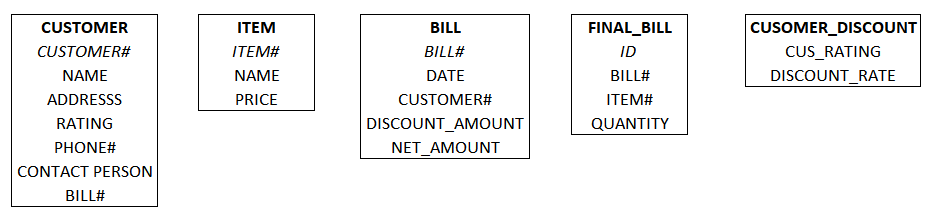 CUSTOMER
CUSTOMER#
NAME
ADDRESSS
RATING
PHONE#
CONTACT PERSON
BILL#
ITEM
ITEM#
NAME
PRICE
BILL
BILL#
DATE
CUSTOMER#
DISCOUNT_AMOUNT
NET_AMOUNT
FINAL_BILL
ID
BILL#
ITEM#
QUANTITY
CUSOMER_DISCOUNT
CUS_RATING
DISCOUNT_RATE